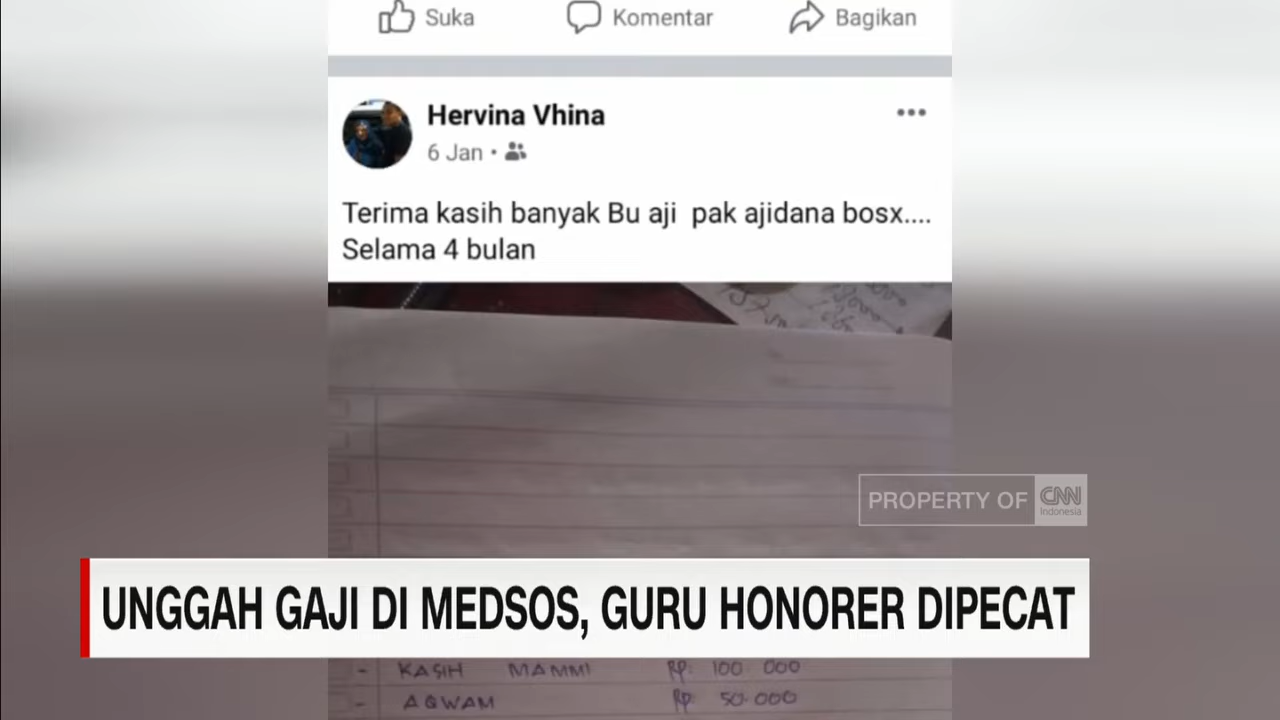 Suka
Komentar
Bagikan
Hervina Vhina
6 Jan •
Terima kasih banyak Bu aji pak ajidana bosx....
Selama 4 bulan
PROPERTY OF CNN Indonesia
UNGGAH GAJI DI MEDSOS, GURU HONORER DIPECAT
- KASIH MAMMI Rp. 100.000
- AQWAM Rp 50.000